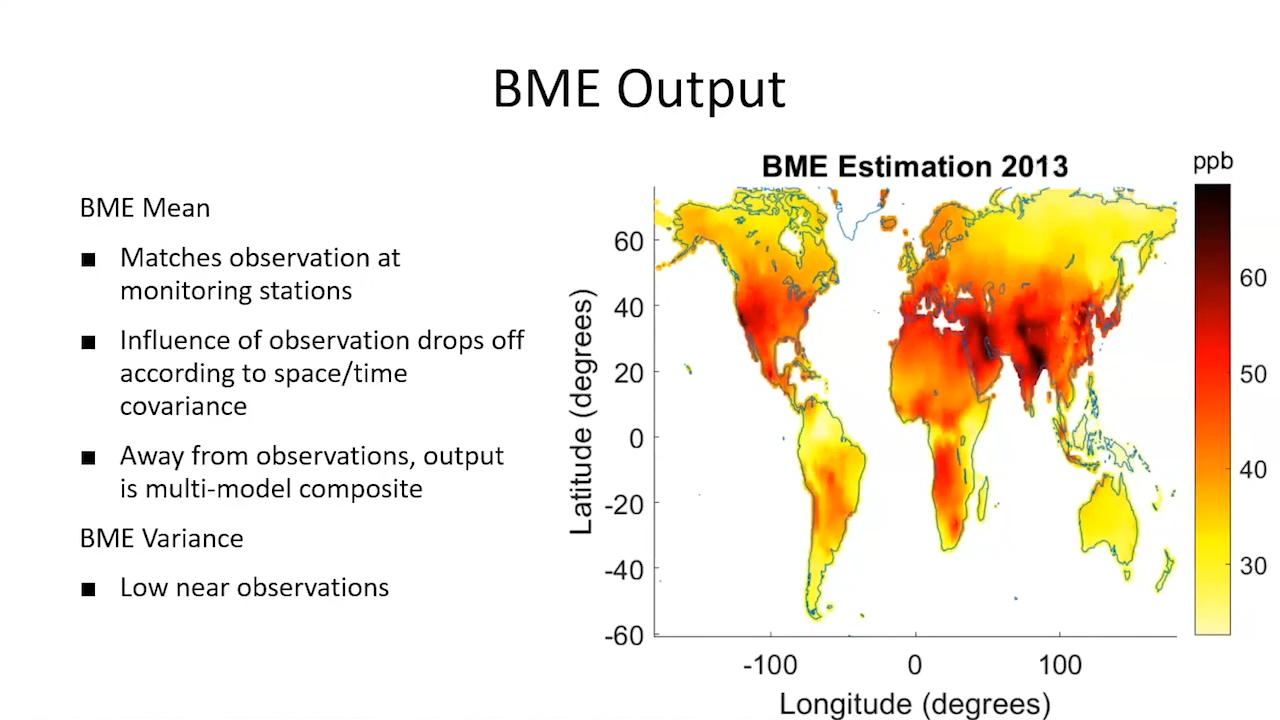 BME Output
BME Mean
■ Matches observation at
monitoring stations
■ Influence of observation drops off
according to space/time
covariance
■ Away from observations, output
is multi-model composite
BME Variance
■ Low near observations
BME Estimation 2013
ppb
60
50
40
30
Latitude (degrees)
60
40
20
0
-20
-40
-60
-100
0
100
Longitude (degrees)